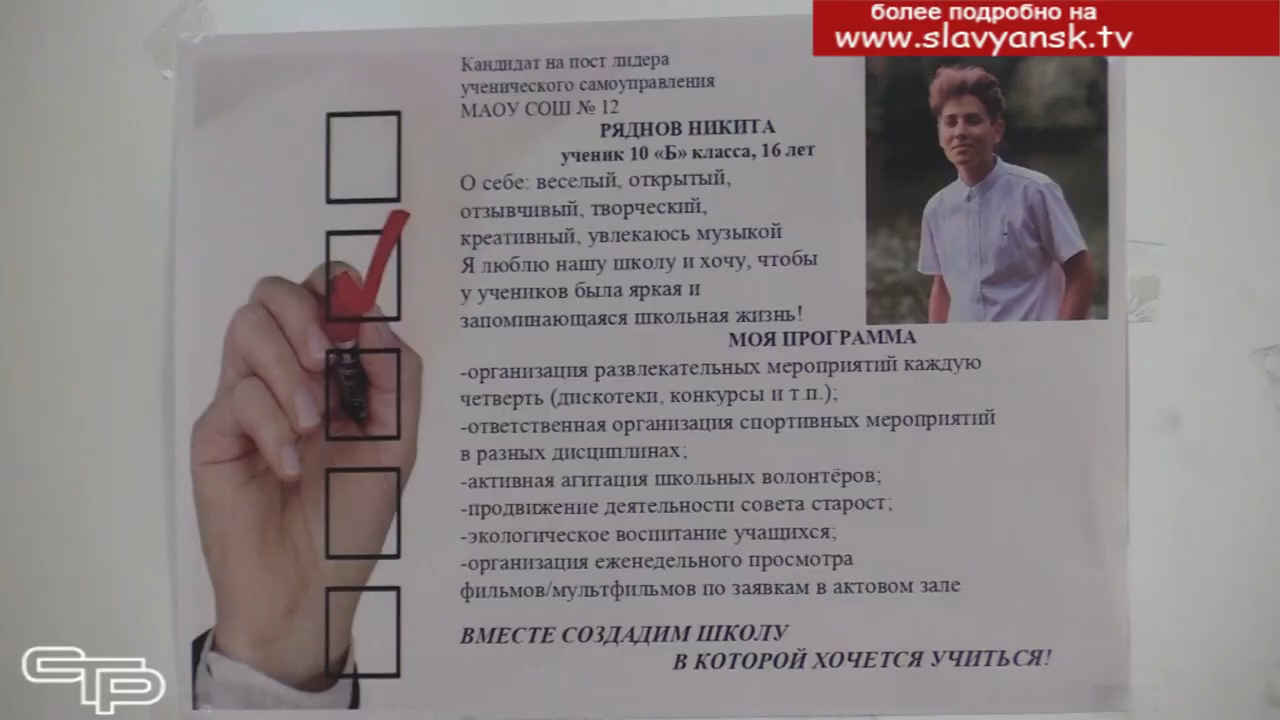 более подробно на
www.slavyansk.tv
Кандидат на пост лидера
ученического самоуправления
МАОУ СОШ № 12
РЯДНОВ НИКИТА
ученик 10 «Б» класса, 16 лет
О себе: веселый, открытый,
отзывчивый, творческий,
креативный, увлекаюсь музыкой
Я люблю нашу школу и хочу, чтобы
у учеников была яркая и
запоминающаяся школьная жизнь!
МОЯ ПРОГРАММА
-организация развлекательных мероприятий каждую
четверть (дискотеки, конкурсы и т.п.);
-ответственная организация спортивных мероприятий
в разных дисциплинах;
-активная агитация школьных волонтёров;
-продвижение деятельности совета старост;
-экологическое воспитание учащихся;
-организация еженедельного просмотра
фильмов/мультфильмов по заявкам в актовом зале
ВМЕСТЕ СОЗДАДИМ ШКОЛУ
В КОТОРОЙ ХОЧЕТСЯ УЧИТЬСЯ!
СТР